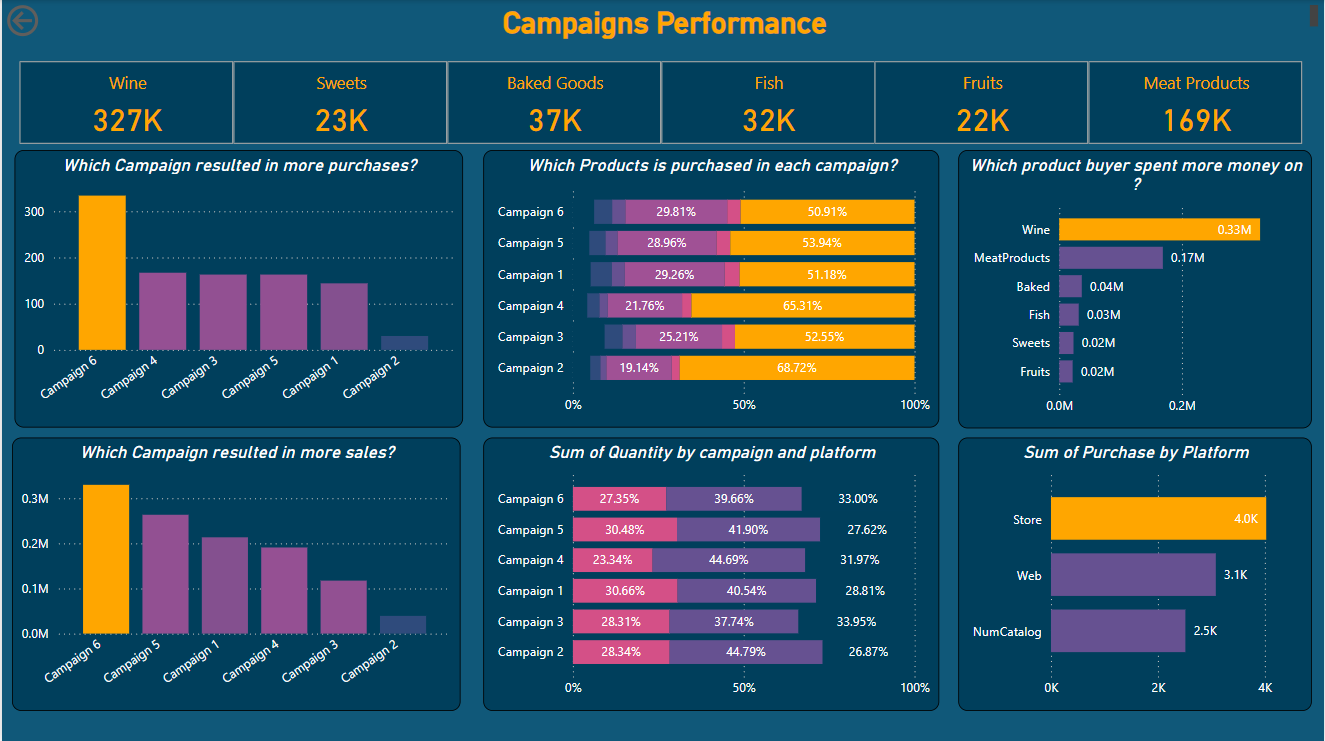 Campaigns Performance
Wine
327K
Sweets
23K
Baked Goods
37K
Fish
32K
Fruits
22K
Meat Products
169K
Which Campaign resulted in more purchases?
300
200
100
0
Campaign 6
Campaign 4
Campaign 3
Campaign 5
Campaign 1
Campaign 2
Which Products is purchased in each campaign?
Campaign 6 29.81% 50.91%
Campaign 5 28.96% 53.94%
Campaign 1 29.26% 51.18%
Campaign 4 21.76% 65.31%
Campaign 3 25.21% 52.55%
Campaign 2 19.14% 68.72%
0% 50% 100%
Which product buyer spent more money on
?
Wine 0.33M
MeatProducts 0.17M
Baked 0.04M
Fish 0.03M
Sweets 0.02M
Fruits 0.02M
0.0M 0.2M
Which Campaign resulted in more sales?
0.3M
0.2M
0.1M
0.0M
Campaign 6
Campaign 5
Campaign 1
Campaign 4
Campaign 3
Campaign 2
Sum of Quantity by campaign and platform
Campaign 6 27.35% 39.66% 33.00%
Campaign 5 30.48% 41.90% 27.62%
Campaign 4 23.34% 44.69% 31.97%
Campaign 1 30.66% 40.54% 28.81%
Campaign 3 28.31% 37.74% 33.95%
Campaign 2 28.34% 44.79% 26.87%
0% 50% 100%
Sum of Purchase by Platform
Store 4.0K
Web 3.1K
NumCatalog 2.5K
0K 2K 4K